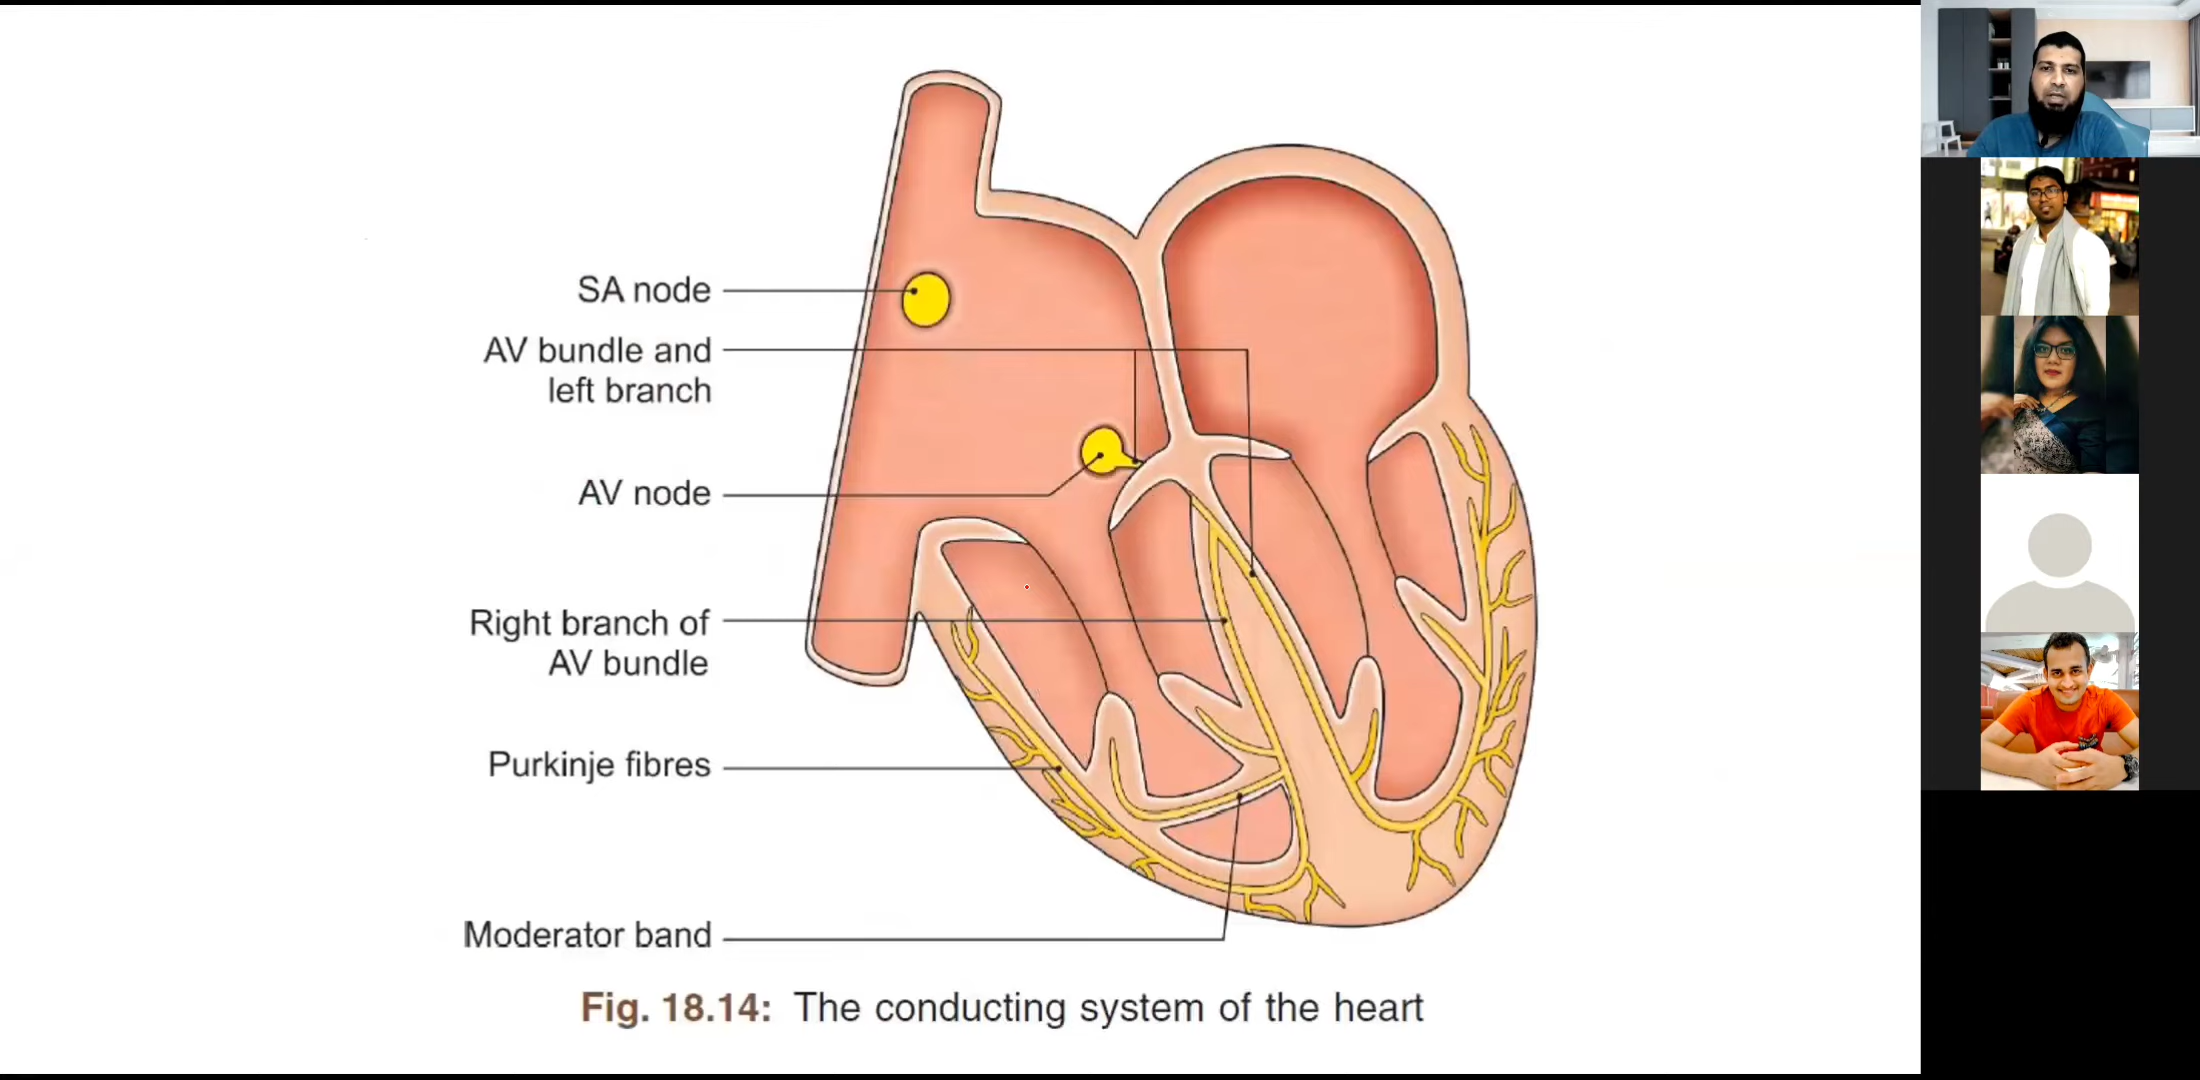 SA node
AV bundle and
left branch
AV node
Right branch of
AV bundle
Purkinje fibres
Moderator band
Fig. 18.14: The conducting system of the heart